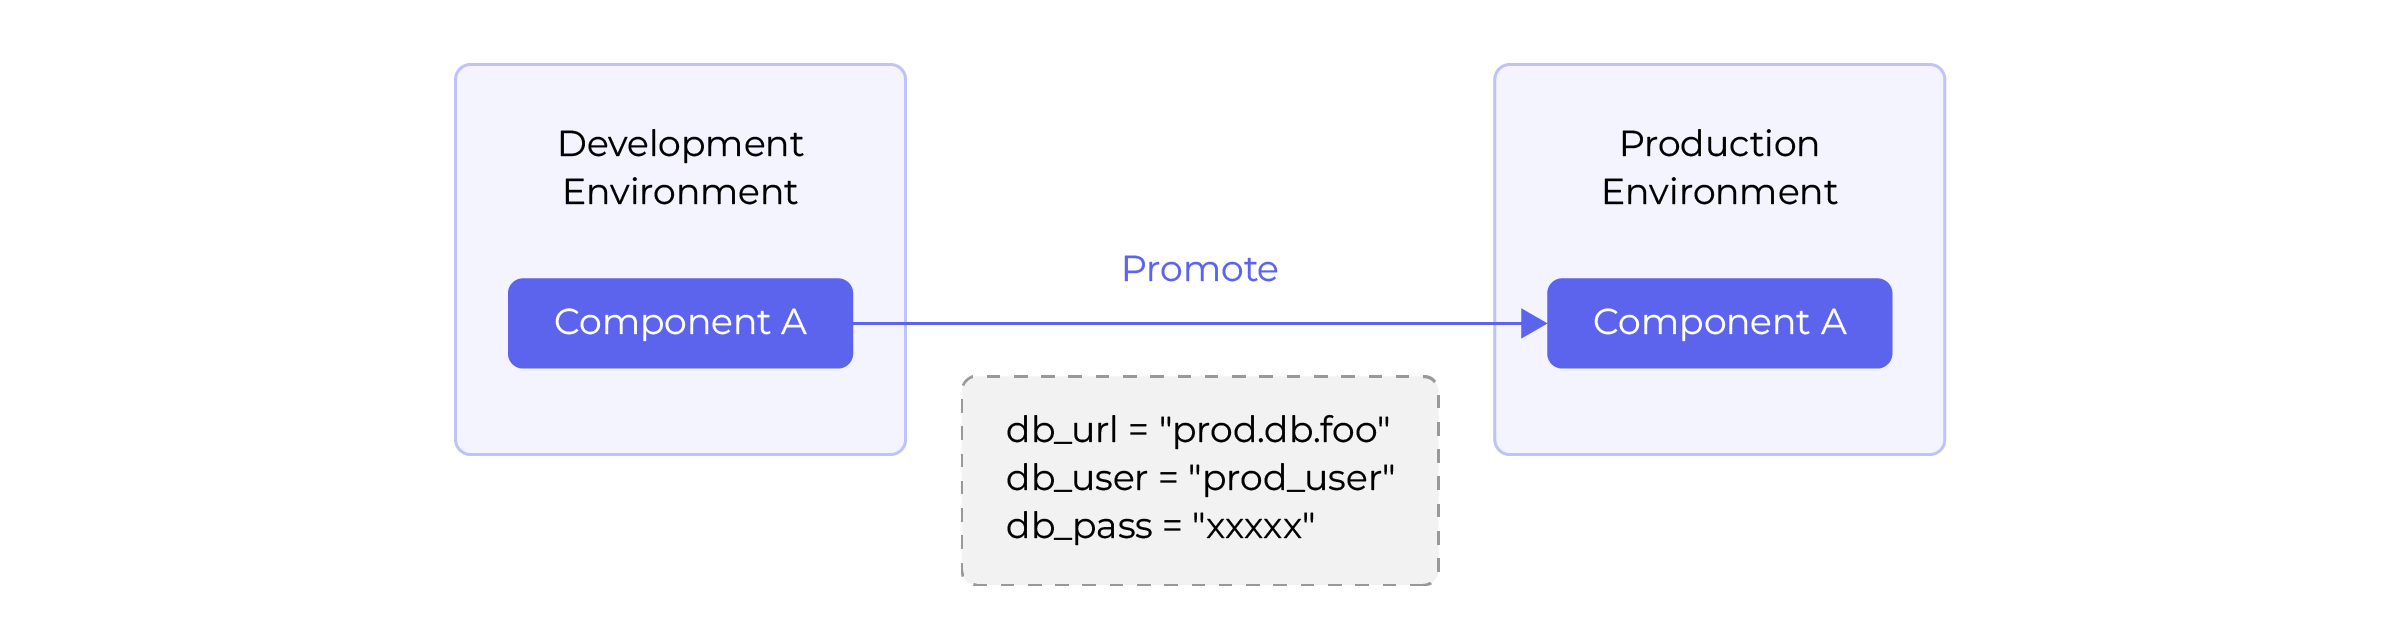 Development
Environment
Component A
Promote
db_url = "prod.db.foo"
db_user = "prod_user"
db_pass = "xxxxx"
Production
Environment
Component A